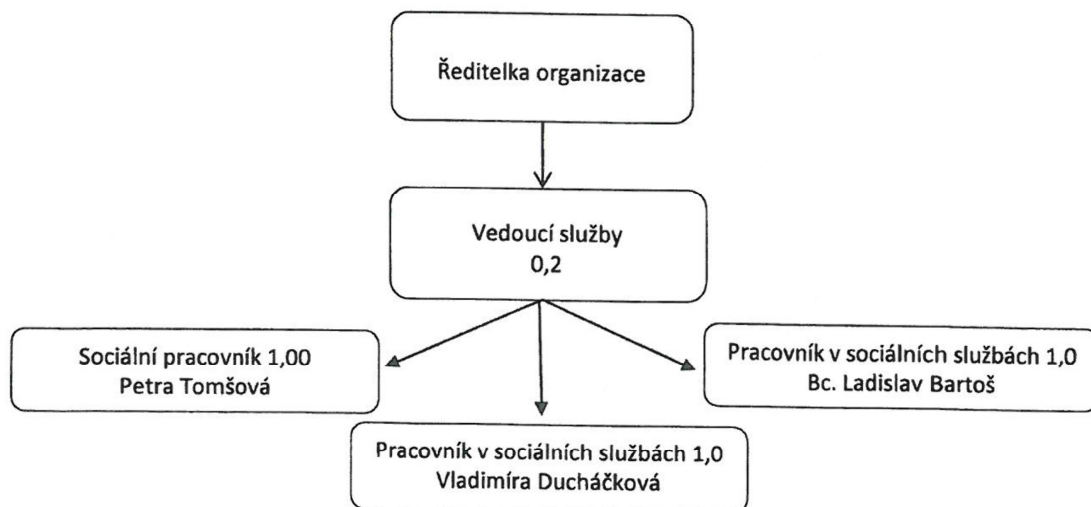 Ředitelka organizace
Vedoucí služby
0,2
Sociální pracovník 1,00
Petra Tomšová
Pracovník v sociálních službách 1,0
Bc. Ladislav Bartoš
Pracovník v sociálních službách 1,0
Vladimíra Ducháčková